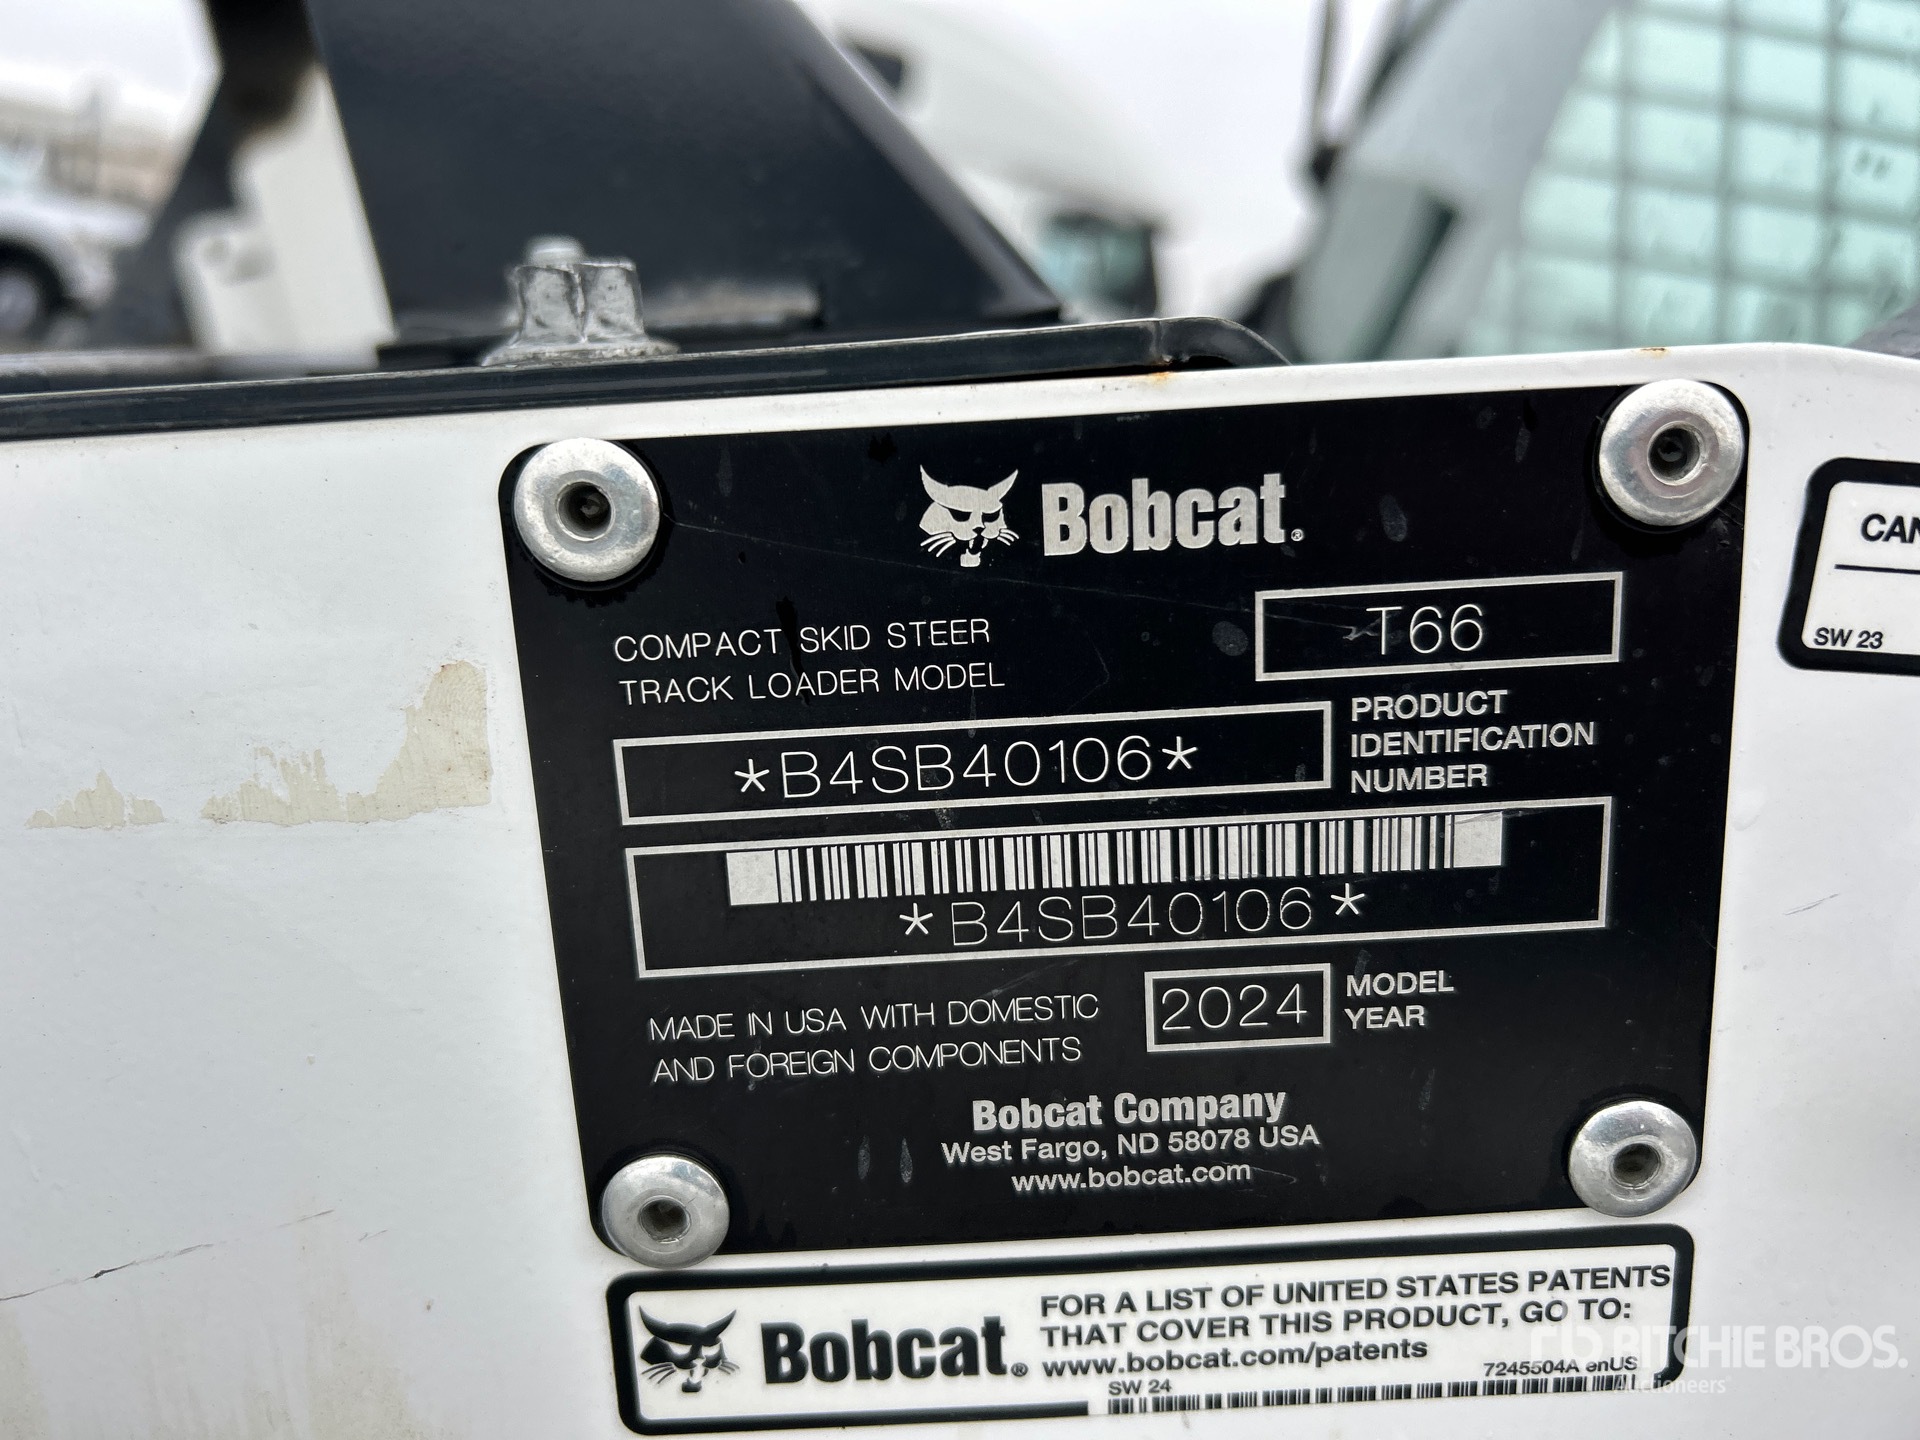 Bobcat®
COMPACT SKID STEER
TRACK LOADER MODEL
T66
*B4SB40106*
PRODUCT
IDENTIFICATION
NUMBER
*B4SB40106*
MADE IN USA WITH DOMESTIC
AND FOREIGN COMPONENTS
2024
MODEL
YEAR
Bobcat Company
West Fargo, ND 58078 USA
www.bobcat.com
CAN
SW 23
Bobcat®
FOR A LIST OF UNITED STATES PATENTS
THAT COVER THIS PRODUCT, GO TO:
www.bobcat.com/patents
7245504A enUS
SW 24
rb RITCHIE BROS.
Auctioneers